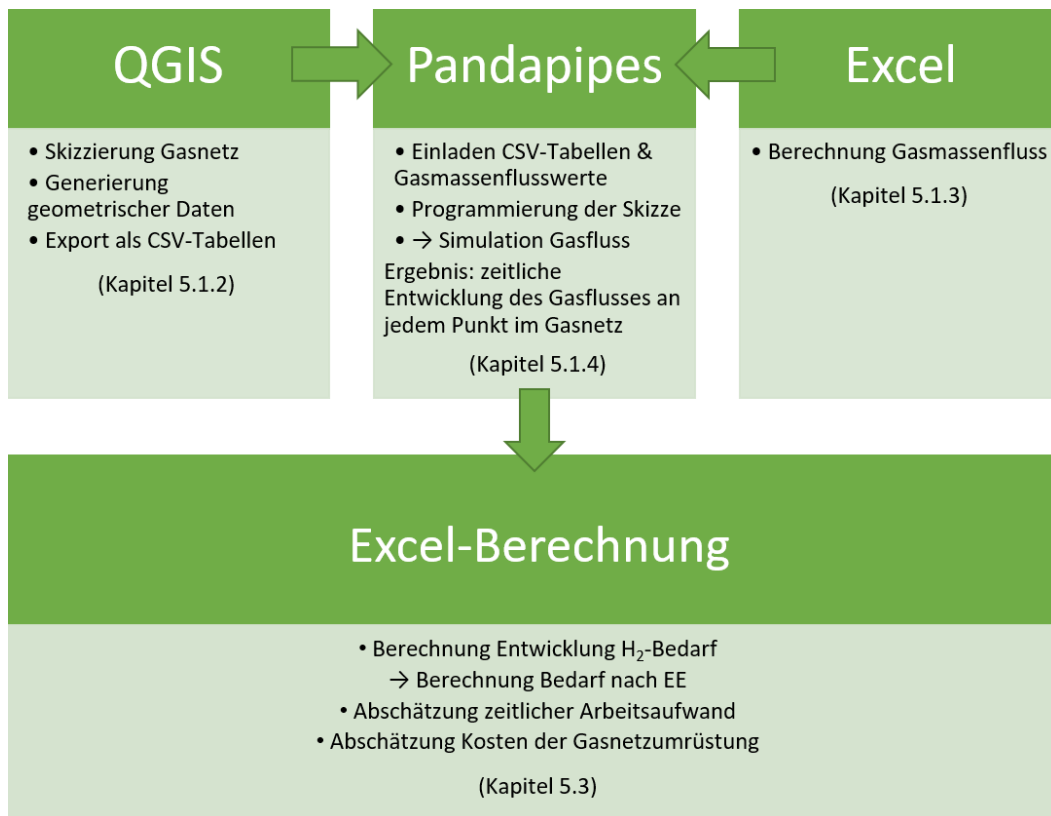 QGIS
• Skizzierung Gasnetz
• Generierung
geometrischer Daten
• Export als CSV-Tabellen
(Kapitel 5.1.2)
Pandapipes
• Einladen CSV-Tabellen &
Gasmassenflusswerte
• Programmierung der Skizze
• → Simulation Gasfluss
Ergebnis: zeitliche
Entwicklung des Gasflusses an
jedem Punkt im Gasnetz
(Kapitel 5.1.4)
Excel
• Berechnung Gasmassenfluss
(Kapitel 5.1.3)
Excel-Berechnung
• Berechnung Entwicklung H₂-Bedarf
→ Berechnung Bedarf nach EE
• Abschätzung zeitlicher Arbeitsaufwand
• Abschätzung Kosten der Gasnetzumrüstung
(Kapitel 5.3)